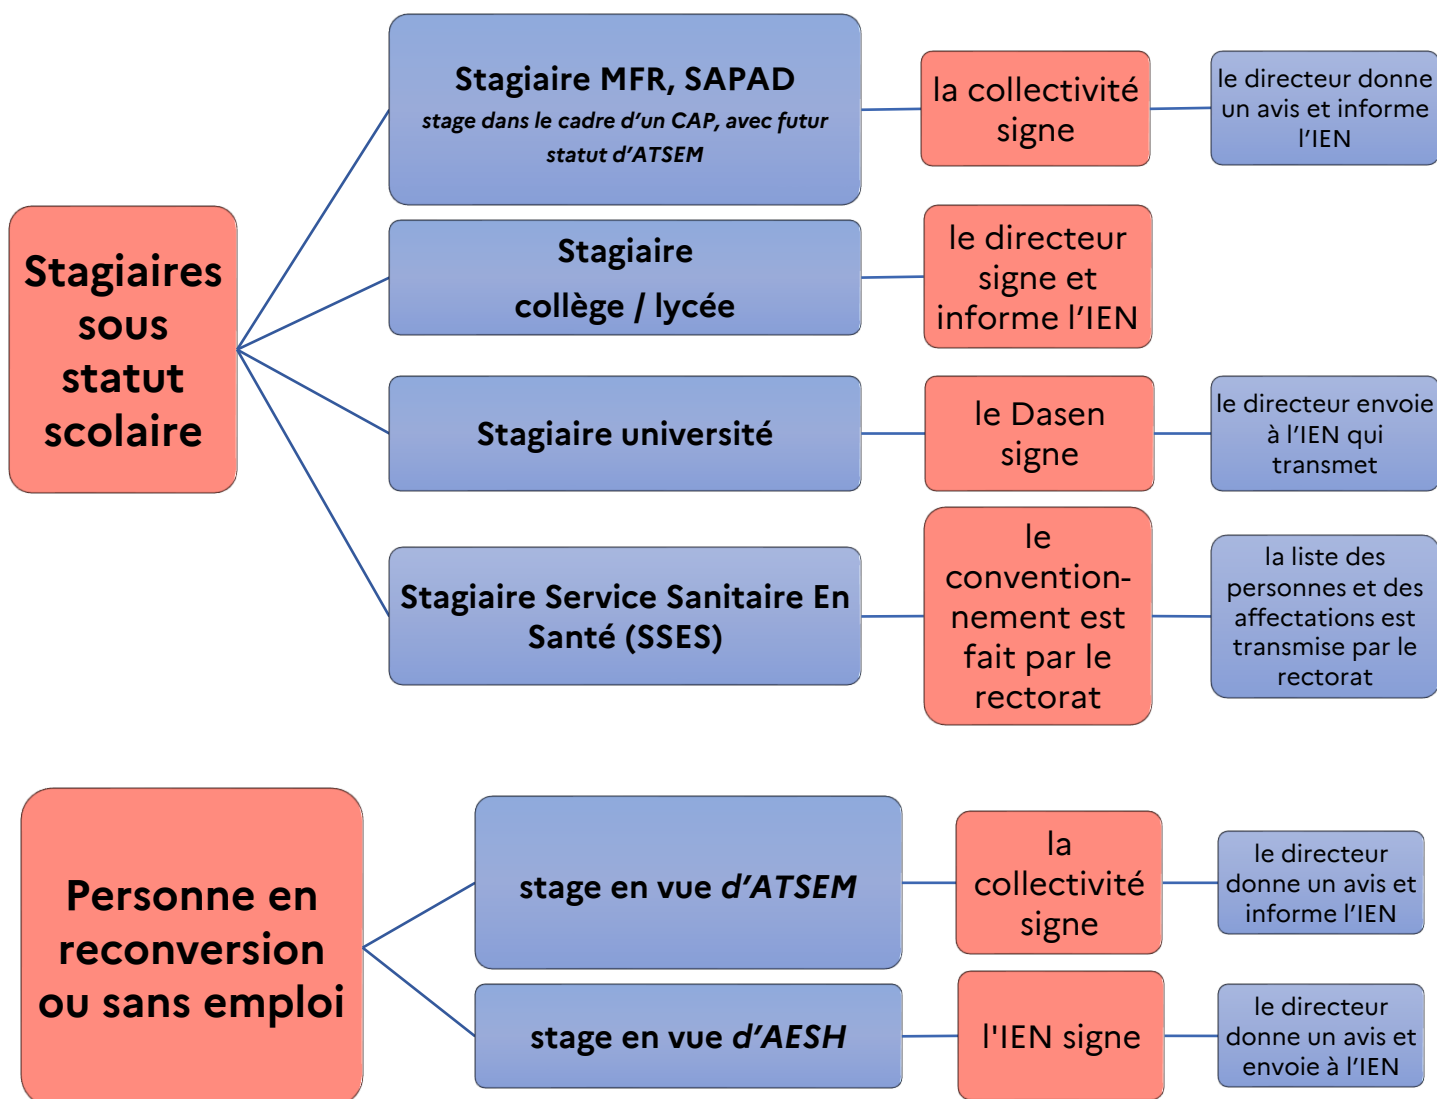 Stagiaires
sous
statut
scolaire
Stagiaire MFR, SAPAD
stage dans le cadre d’un CAP, avec futur
statut d’ATSEM
la collectivité
signe
le directeur donne
un avis et informe
l’IEN
Stagiaire
collège / lycée
le directeur
signe et
informe l’IEN
Stagiaire université
le Dasen
signe
le directeur envoie
à l’IEN qui
transmet
Stagiaire Service Sanitaire En
Santé (SSES)
le
convention-
nement est
fait par le
rectorat
la liste des
personnes et des
affectations est
transmise par le
rectorat
Personne en
reconversion
ou sans emploi
stage en vue d’ATSEM
la
collectivité
signe
le directeur
donne un avis et
informe l’IEN
stage en vue d’AESH
l'IEN signe
le directeur
donne un avis et
envoie à l’IEN